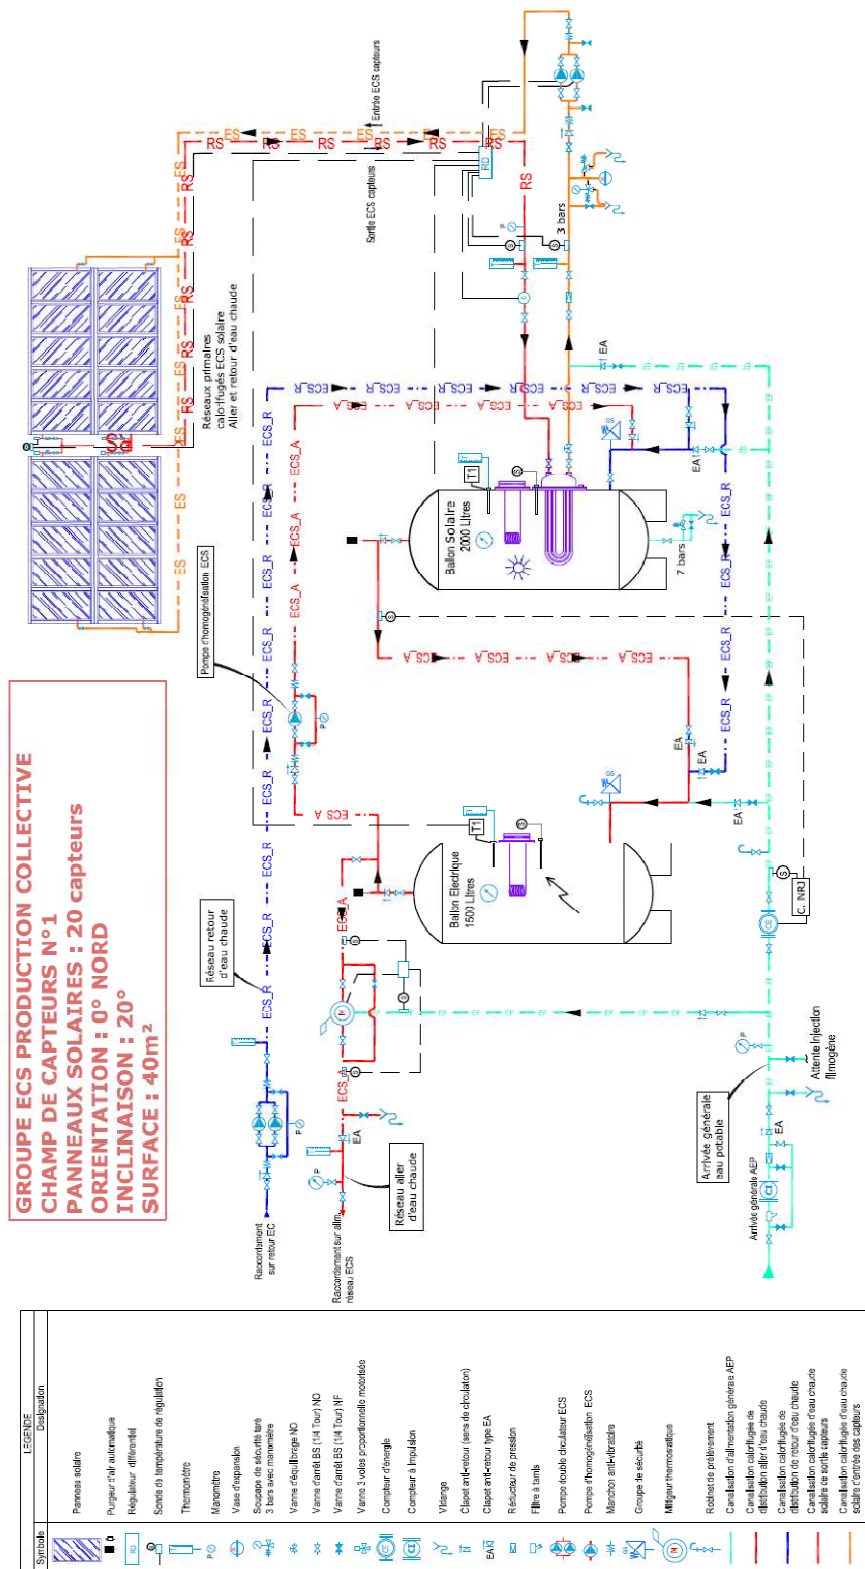 GROUPE ECS PRODUCTION COLLECTIVE
CHAMP DE CAPTEURS N°1
PANNEAUX SOLAIRES : 20 capteurs
ORIENTATION : 0° NORD
INCLINAISON : 20°
SURFACE : 40m²
Réseaux primaires
calorifugés ECS solaire
Aller et retour d'eau chaude
Entrée ECS capteurs
Sortie ECS capteurs
ES
RS
RD
3 bars
Pompe d'homogénéisation ECS
Réseau retour
d'eau chaude
ECS_R
ECS_A
Ballon Solaire
2000 Litres
T1
7 bars
EA
Ballon Electrique
1500 Litres
T1
Raccordement
sur retour EC
Raccordement sur alim.
réseau ECS
Réseau aller
d'eau chaude
Arrivée générale
eau potable
Arrivée générale AEP
Attente Injection
filmogène
C. NRJ
CE
EF
LEGENDE
Symbole
Designation
Panneau solaire
Purgeur d'air automatique
Régulateur différentiel
Sonde de température de régulation
Thermomètre
Manomètre
Vase d'expansion
Soupape de sécurité taré
3 bars avec manomètre
Vanne d'équilibrage NO
Vanne d'arrêt BS (1/4 Tour) NO
Vanne d'arrêt BS (1/4 Tour) NF
Vanne 3 voies proportionnelle motorisée
Compteur d'énergie
Compteur à Impulsion
Vidange
Clapet anti-retour (sens de circulation)
Clapet anti-retour type EA
Réducteur de pression
Filtre à tamis
Pompe double circulateur ECS
Pompe d'homogénéisation ECS
Manchon anti-vibratoire
Groupe de sécurité
Mitigeur thermostatique
Robinet de prélèvement
Canalisation d'alimentation générale AEP
Canalisation calorifugée de
distribution aller d'eau chaude
Canalisation calorifugée de
distribution de retour d'eau chaude
Canalisation calorifugée d'eau chaude
solaire de sortie capteurs
Canalisation calorifugée d'eau chaude
solaire d'entrée des capteurs